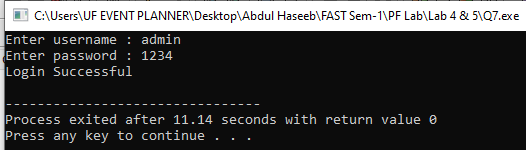 C:\Users\UF EVENT PLANNER\Desktop\Abdul Haseeb\FAST Sem-1\PF Lab\Lab 4 & 5\Q7.exe
Enter username : admin
Enter password : 1234
Login Successful
--------------------------------
Process exited after 11.14 seconds with return value 0
Press any key to continue . . .